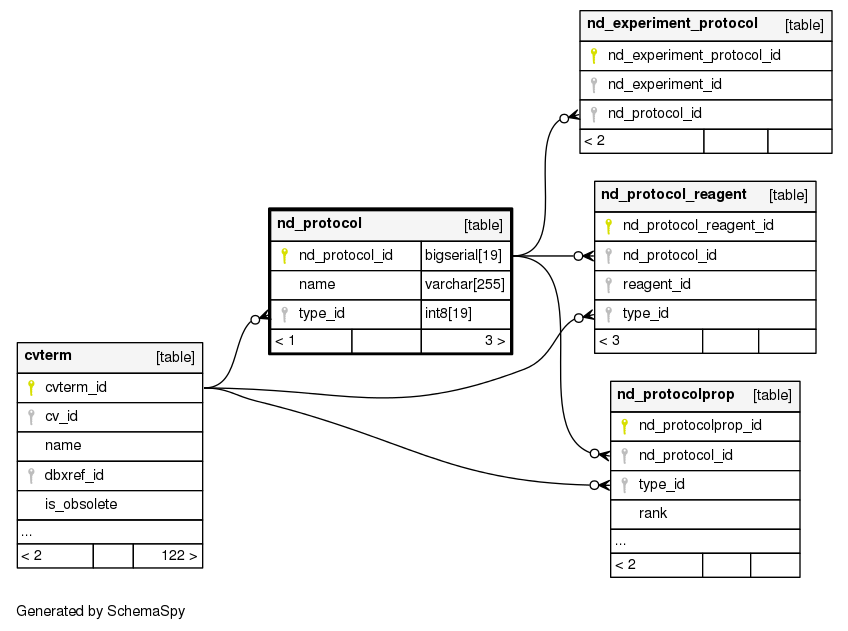 nd_experiment_protocol [table]
nd_experiment_protocol_id
nd_experiment_id
nd_protocol_id
< 2
nd_protocol_reagent [table]
nd_protocol_reagent_id
nd_protocol_id
reagent_id
type_id
< 3
nd_protocol [table]
nd_protocol_id bigserial[19]
name varchar[255]
type_id int8[19]
< 1 3 >
cvterm [table]
cvterm_id
cv_id
name
dbxref_id
is_obsolete
...
< 2 122 >
nd_protocolprop [table]
nd_protocolprop_id
nd_protocol_id
type_id
rank
...
< 2
Generated by SchemaSpy